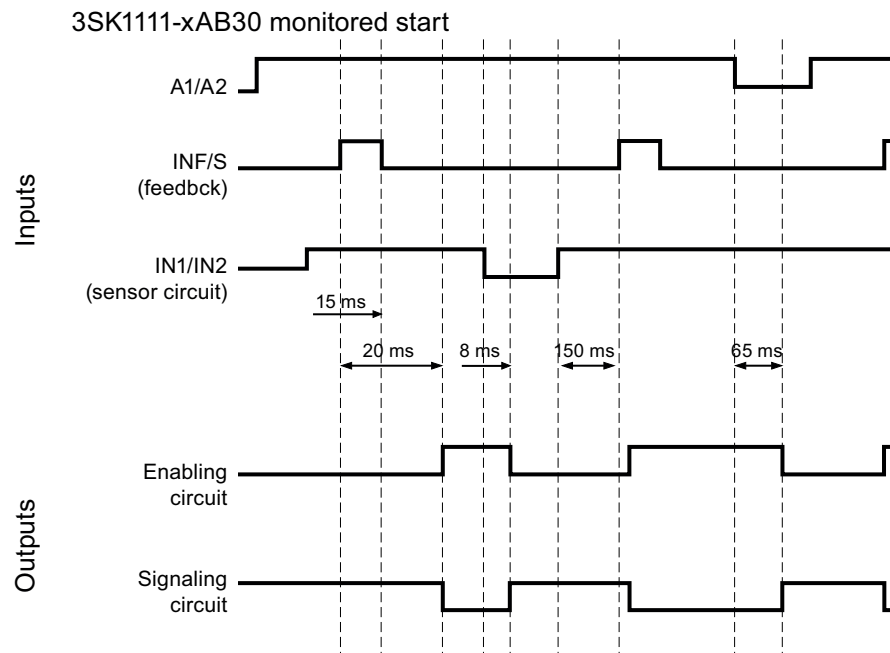 3SK1111-xAB30 monitored start
A1/A2
INF/S
(feedbck)
Inputs
IN1/IN2
(sensor circuit)
15 ms
20 ms
8 ms
150 ms
65 ms
Enabling
circuit
Outputs
Signaling
circuit